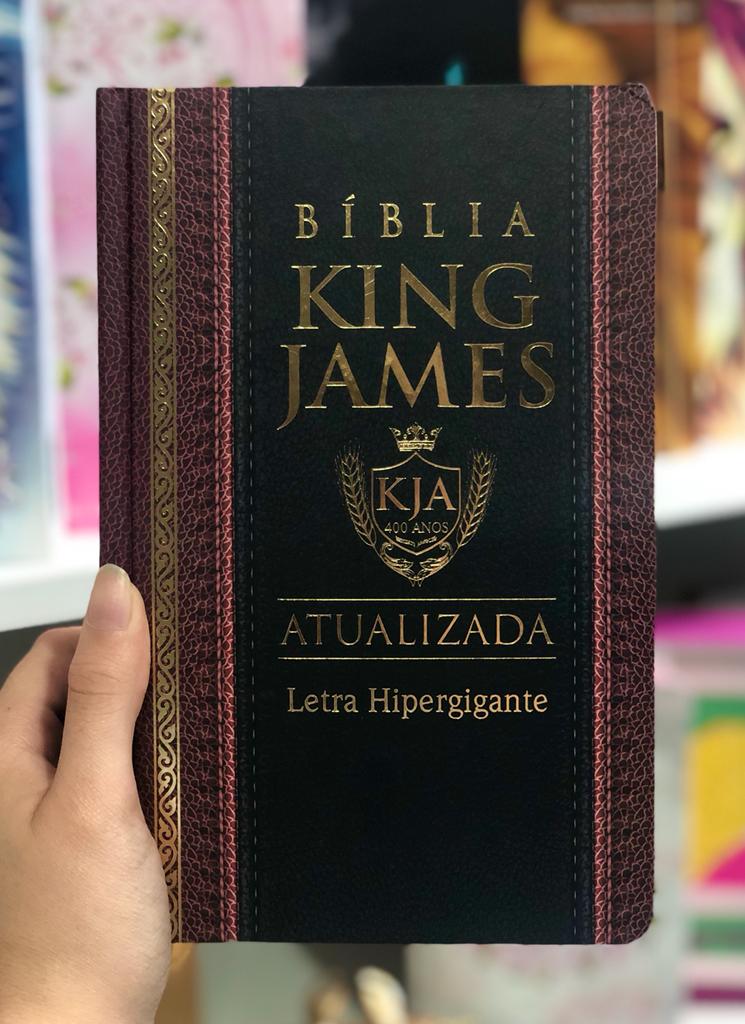 BÍBLIA
KING
JAMES
KJA
400 ANOS
ATUALIZADA
Letra Hipergigante